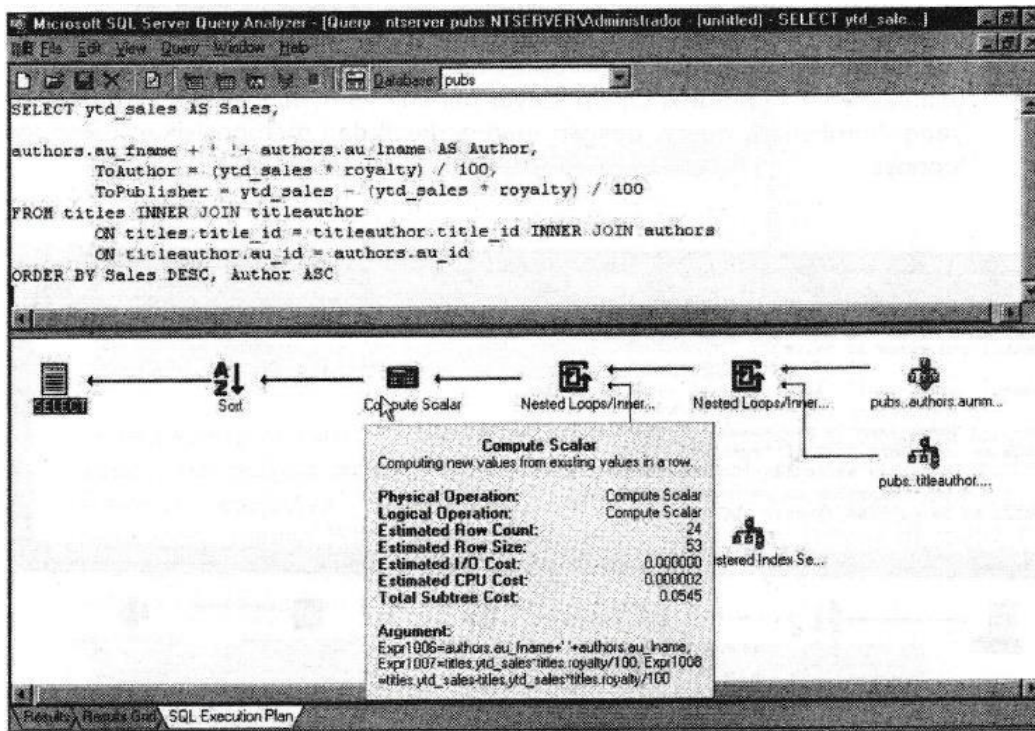 Microsoft SQL Server Query Analyzer - [Query - ntserver.pubs.NTSERVER\Administrador - (untitled) - SELECT ytd_sale...]
File Edit View Query Window Help
Database: pubs
SELECT ytd_sales AS Sales,
authors.au_fname + ' '+ authors.au_lname AS Author,
ToAuthor = (ytd_sales * royalty) / 100,
ToPublisher = ytd_sales - (ytd_sales * royalty) / 100
FROM titles INNER JOIN titleauthor
ON titles.title_id = titleauthor.title_id INNER JOIN authors
ON titleauthor.au_id = authors.au_id
ORDER BY Sales DESC, Author ASC
SELECT
Sort
Compute Scalar
Nested Loops/Inner...
Nested Loops/Inner...
pubs..authors.aunm...
pubs..titleauthor....
stered Index Se...
Compute Scalar
Computing new values from existing values in a row.
Physical Operation: Compute Scalar
Logical Operation: Compute Scalar
Estimated Row Count: 24
Estimated Row Size: 53
Estimated I/O Cost: 0.000000
Estimated CPU Cost: 0.000002
Total Subtree Cost: 0.0545
Argument:
Expr1006=authors.au_fname+' '+authors.au_lname,
Expr1007=titles.ytd_sales*titles.royalty/100, Expr1008
=titles.ytd_sales-titles.ytd_sales*titles.royalty/100
Results
Results Grid
SQL Execution Plan